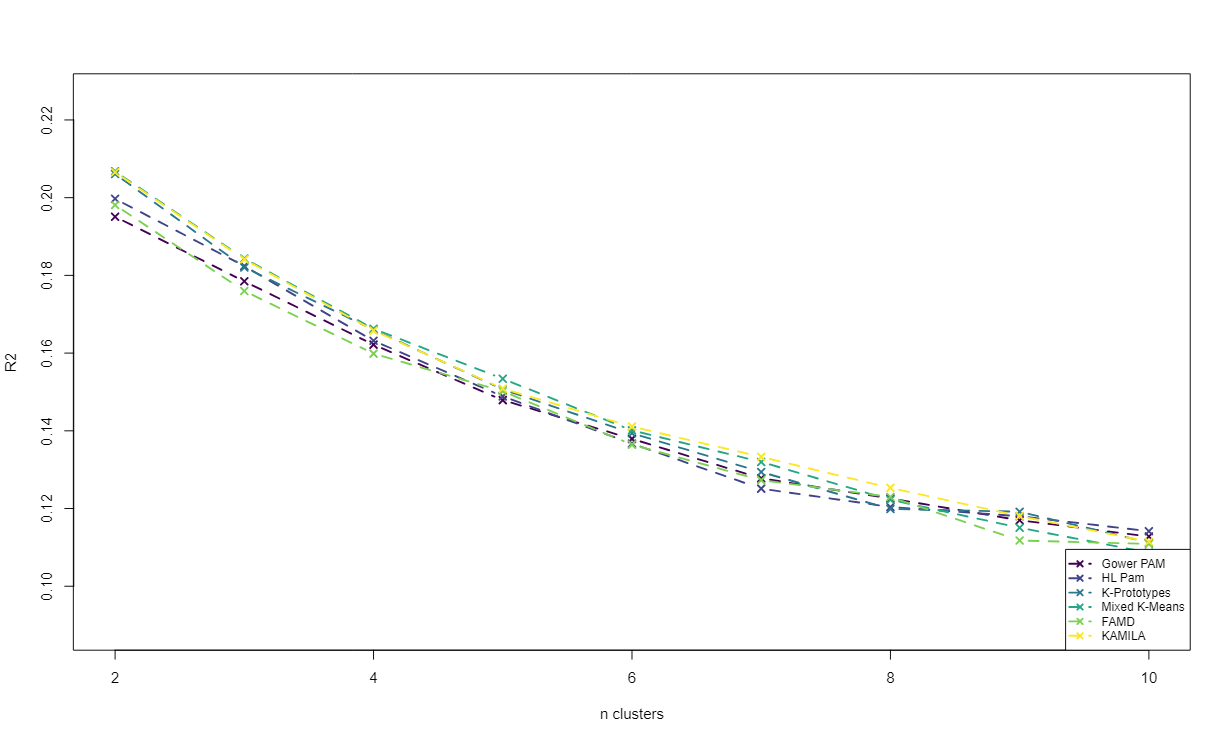 0.22
0.20
0.18
0.16
0.14
0.12
0.10
R2
2 4 6 8 10
n clusters
Gower PAM
HL Pam
K-Prototypes
Mixed K-Means
FAMD
KAMILA